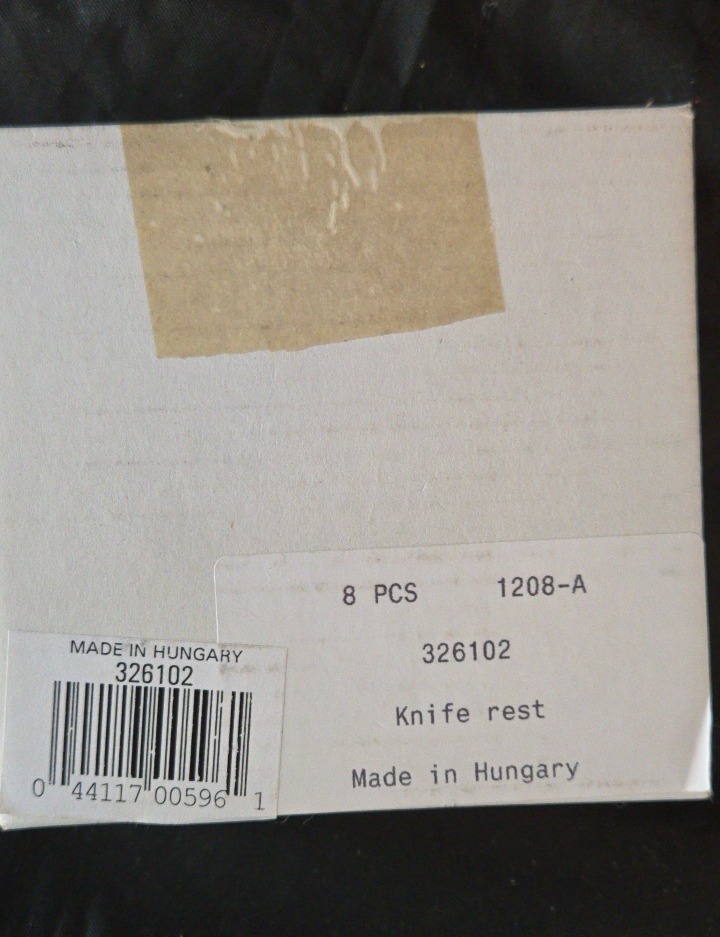 8 PCS 1208-A
326102
Knife rest
Made in Hungary
MADE IN HUNGARY
326102
0 44117 00596 1